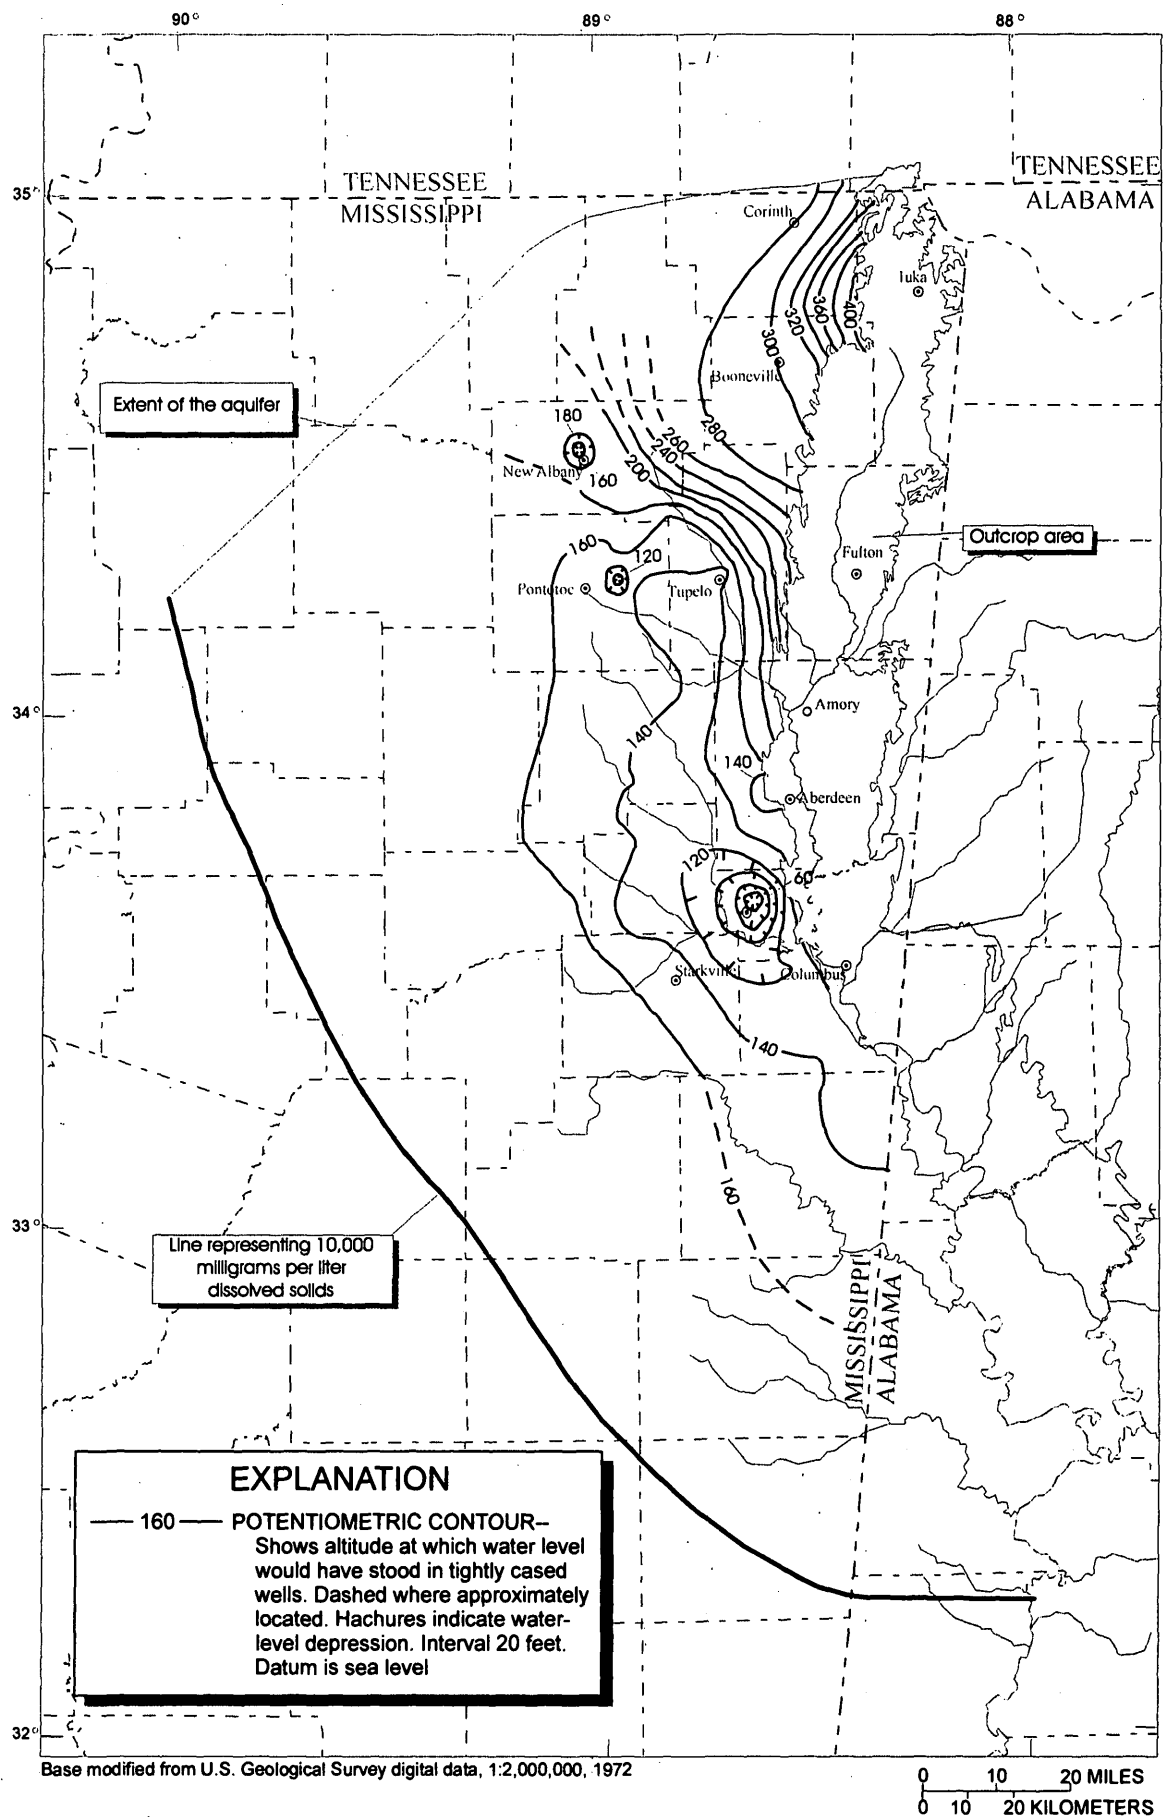 90°
89°
88°
35°
TENNESSEE
MISSISSIPPI
TENNESSEE
ALABAMA
Corinth
Iuka
400
360
320
300
Booneville
Extent of the aquifer
180
280
260
240
200
New Albany
160
Outcrop area
160
120
Fulton
Pontotoc
Tupelo
34°
Amory
140
140
Aberdeen
120
60
Starkville
Columbus
140
160
33°
Line representing 10,000
milligrams per liter
dissolved solids
MISSISSIPPI
ALABAMA
EXPLANATION
160 POTENTIOMETRIC CONTOUR--
Shows altitude at which water level
would have stood in tightly cased
wells. Dashed where approximately
located. Hachures indicate water-
level depression. Interval 20 feet.
Datum is sea level
32°
Base modified from U.S. Geological Survey digital data, 1:2,000,000, 1972
0 10 20 MILES
0 10 20 KILOMETERS